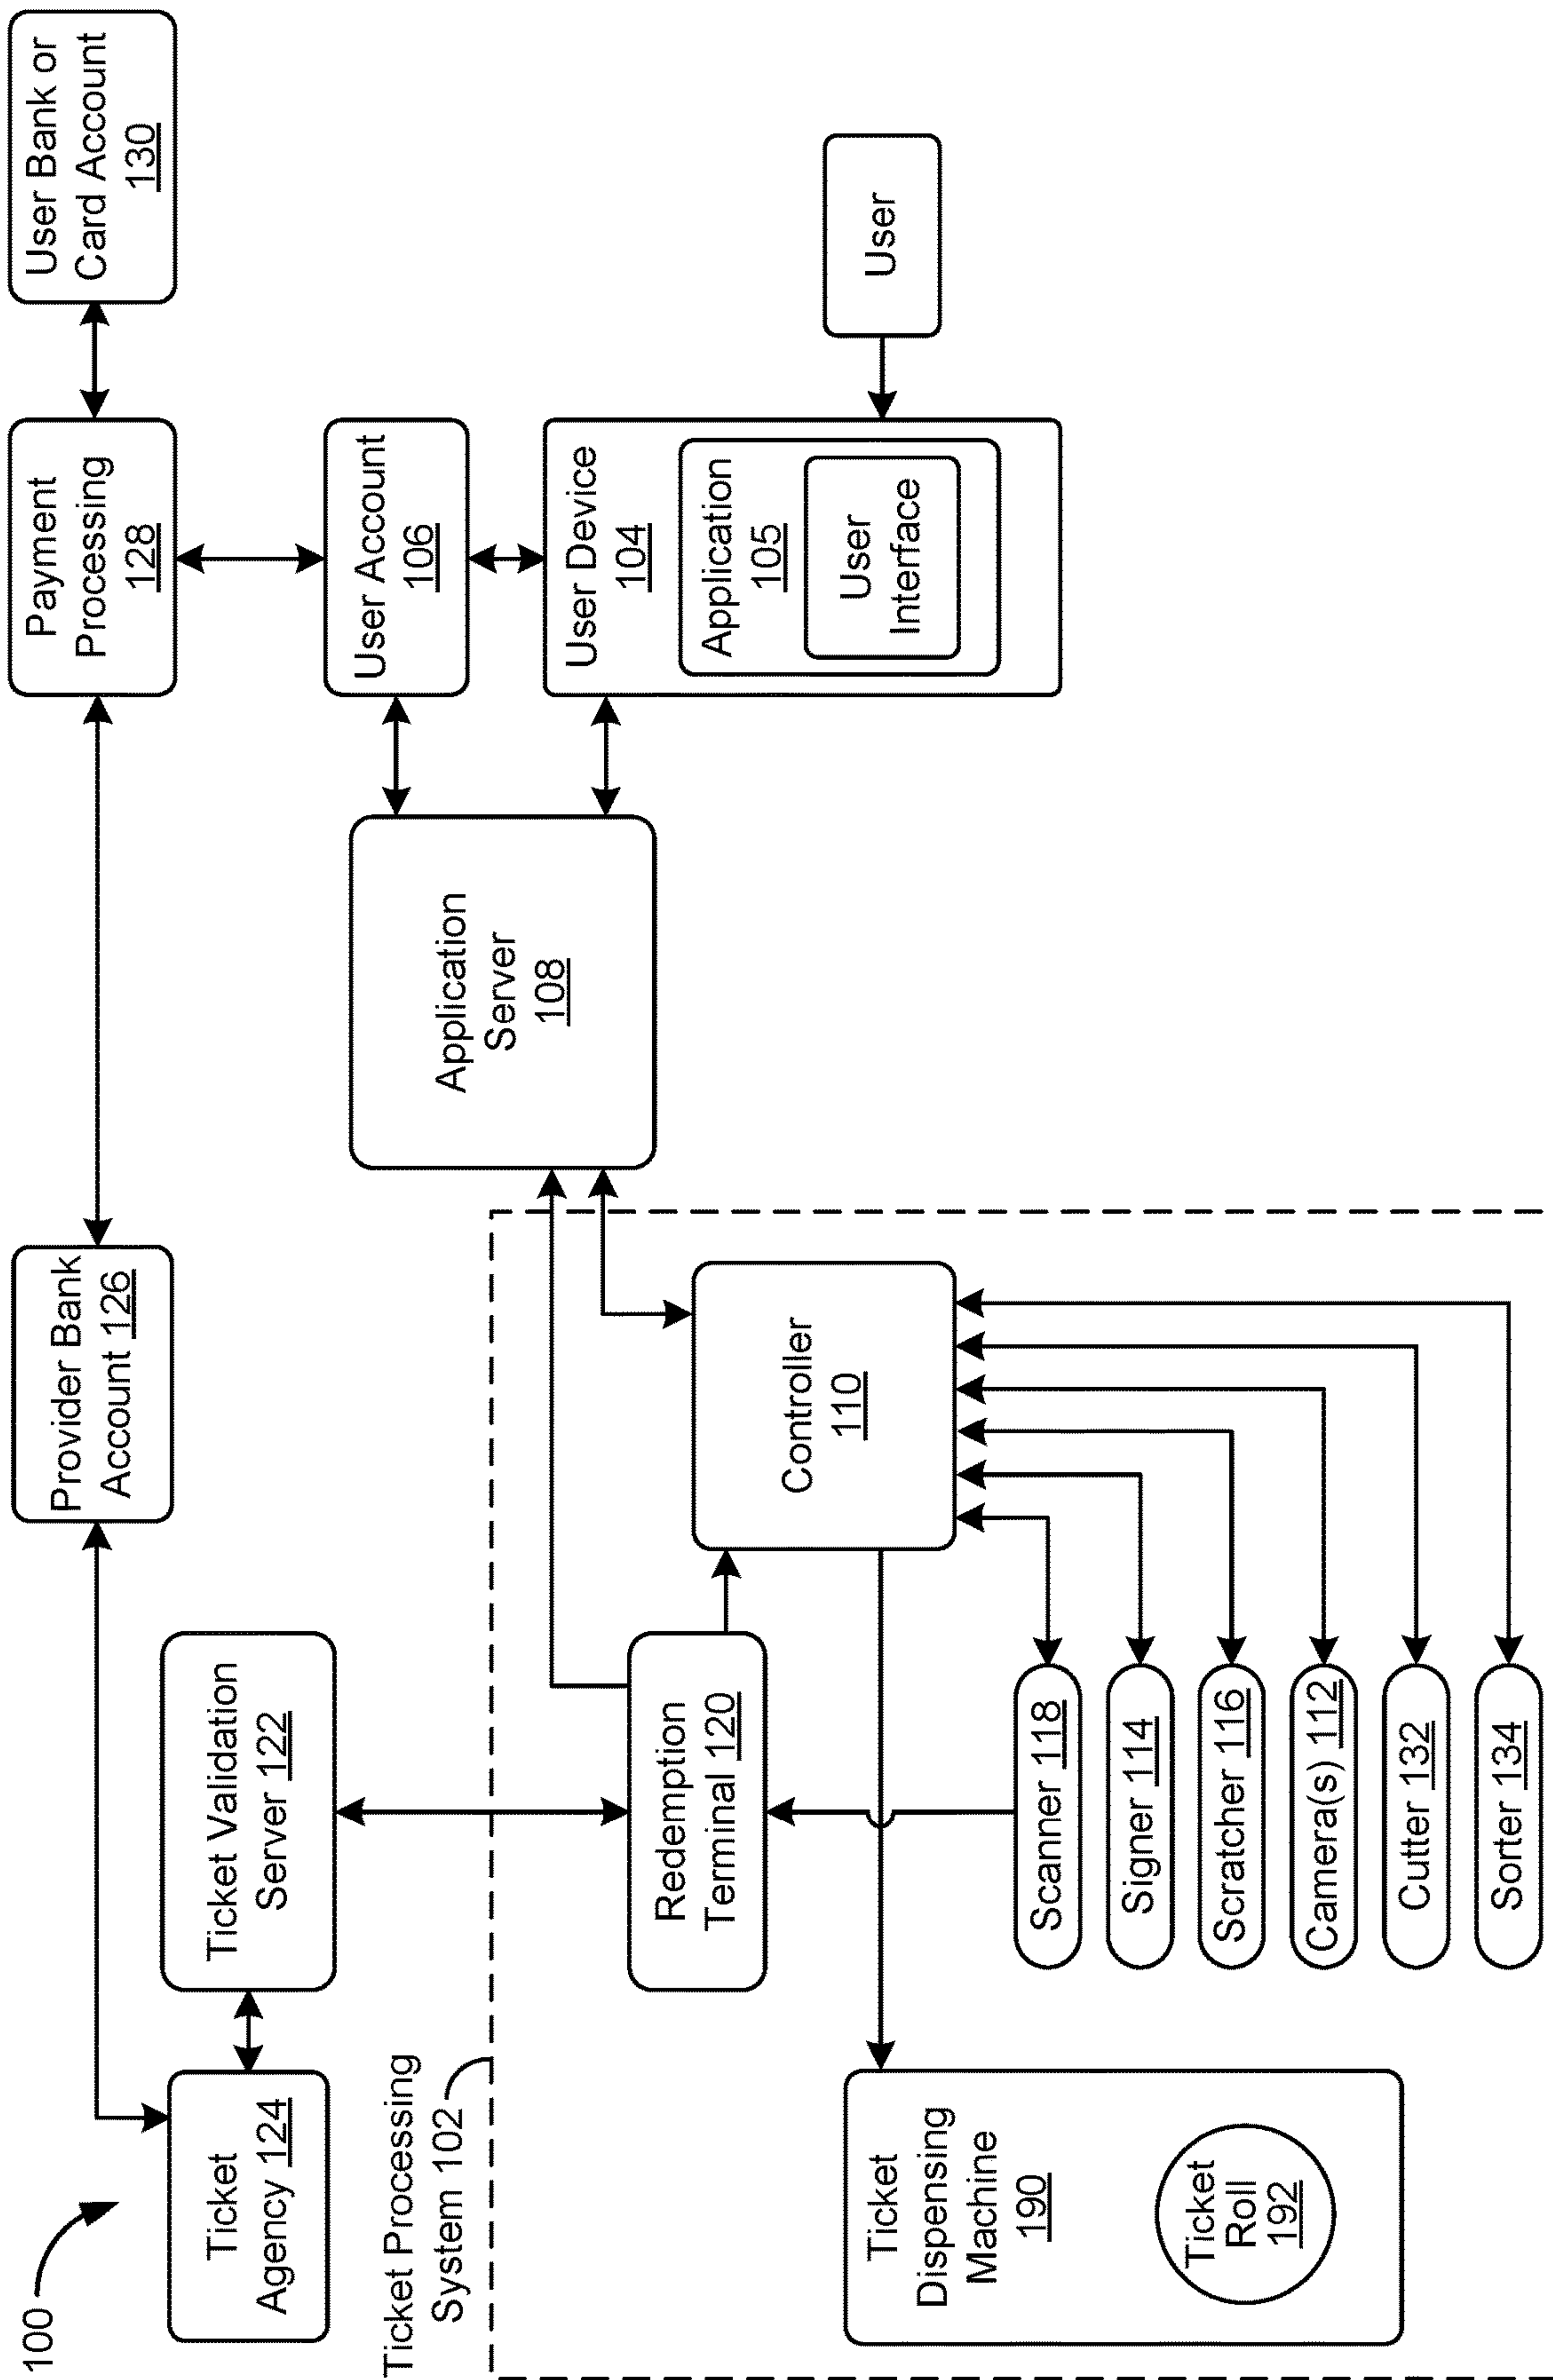 100
Ticket
Agency 124
Ticket Validation
Server 122
Provider Bank
Account 126
Payment
Processing
128
User Bank or
Card Account
130
User Account
106
Application
Server
108
User Device
104
Application
105
User
Interface
User
Ticket Processing
System 102
Redemption
Terminal 120
Controller
110
Ticket
Dispensing
Machine
190
Ticket
Roll
192
Scanner 118
Signer 114
Scratcher 116
Camera(s) 112
Cutter 132
Sorter 134